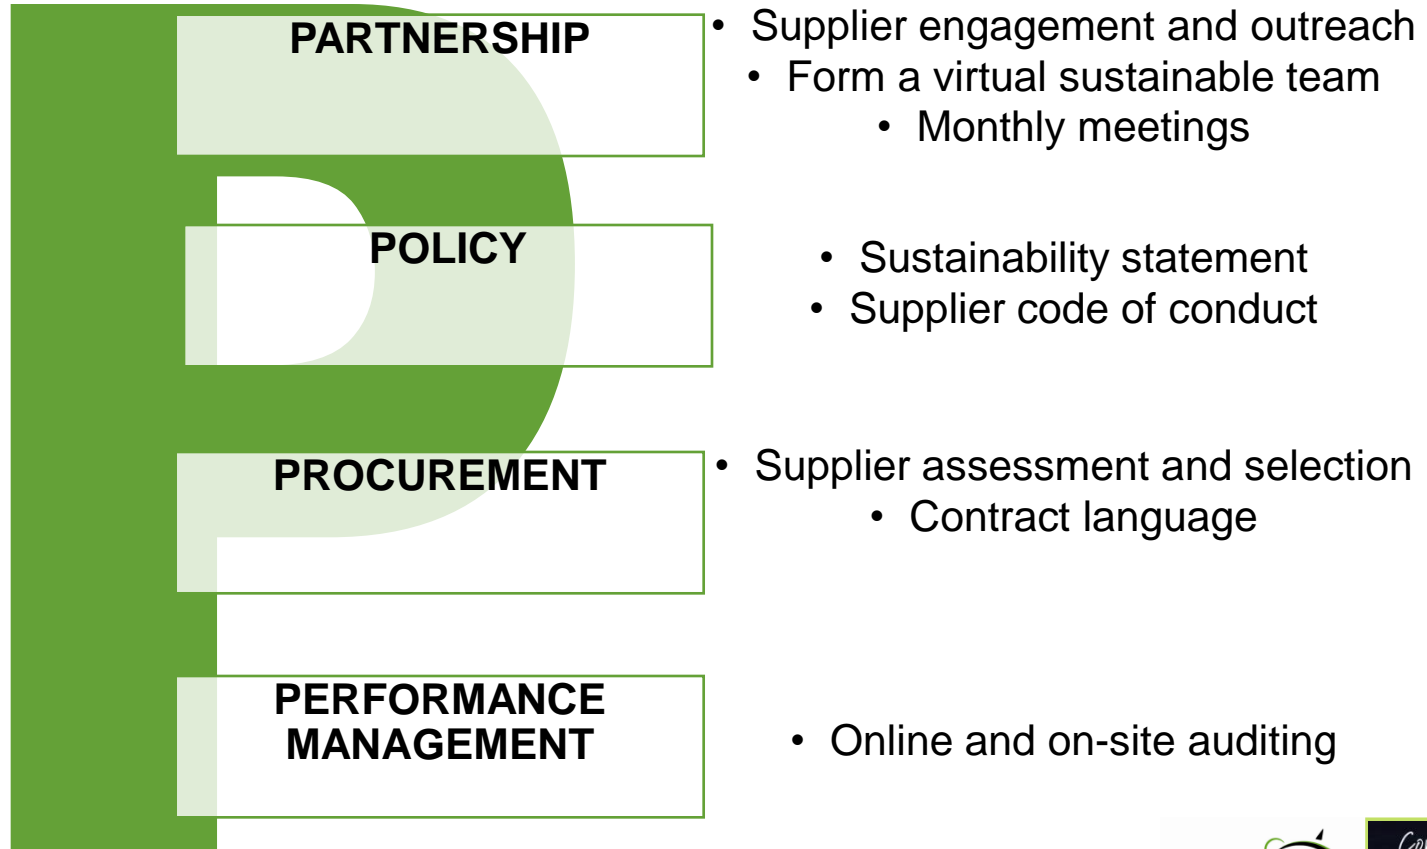 PARTNERSHIP
• Supplier engagement and outreach
• Form a virtual sustainable team
• Monthly meetings
POLICY
• Sustainability statement
• Supplier code of conduct
PROCUREMENT
• Supplier assessment and selection
• Contract language
PERFORMANCE
MANAGEMENT
• Online and on-site auditing